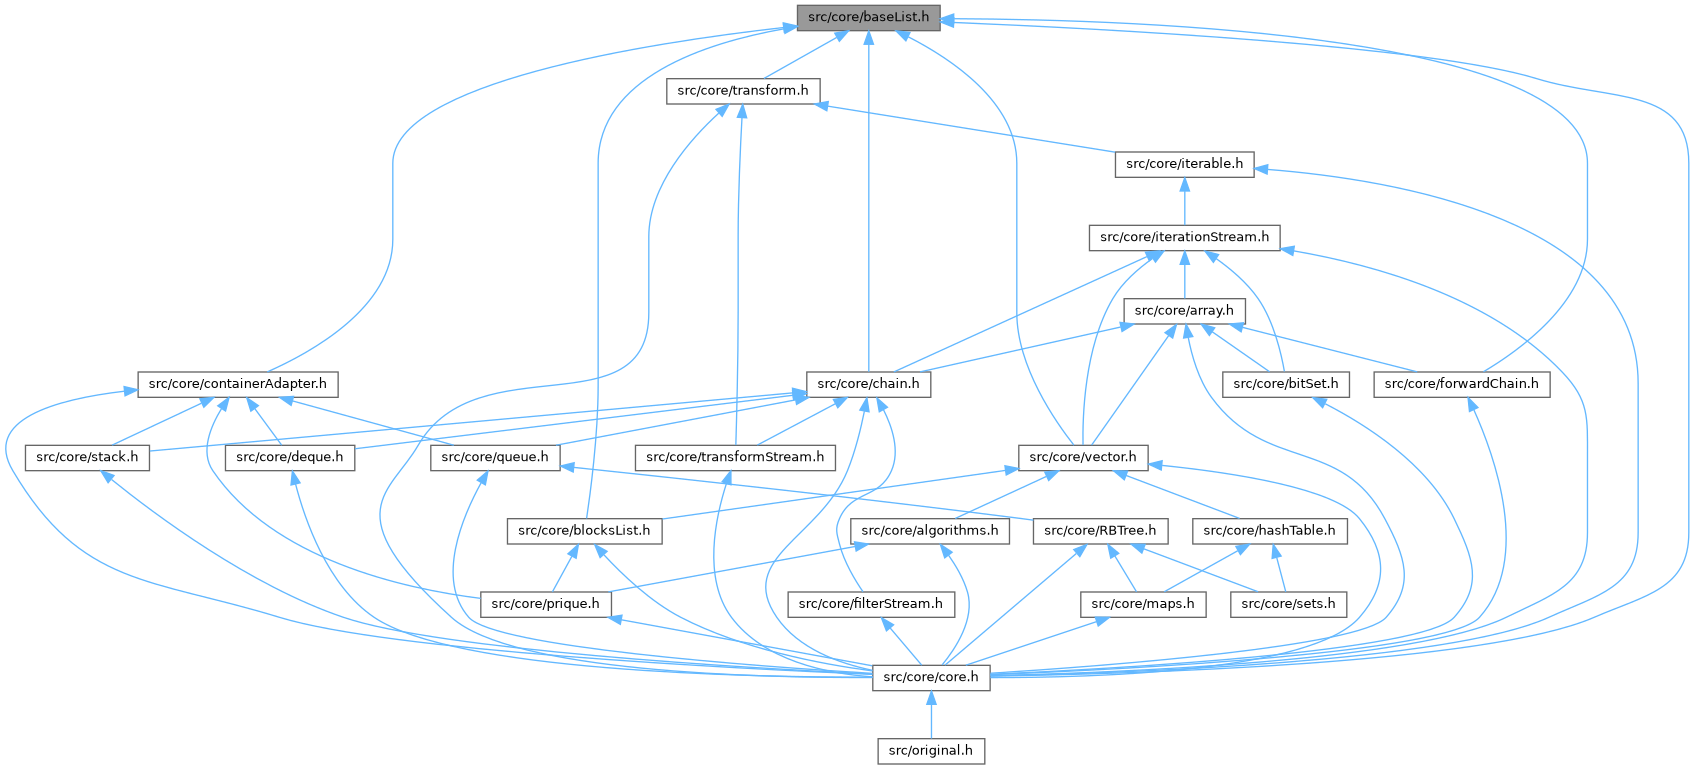 src/core/baseList.h
src/core/transform.h
src/core/iterable.h
src/core/iterationStream.h
src/core/array.h
src/core/containerAdapter.h
src/core/chain.h
src/core/bitSet.h
src/core/forwardChain.h
src/core/stack.h
src/core/deque.h
src/core/queue.h
src/core/transformStream.h
src/core/vector.h
src/core/blocksList.h
src/core/algorithms.h
src/core/RBTree.h
src/core/hashTable.h
src/core/prique.h
src/core/filterStream.h
src/core/maps.h
src/core/sets.h
src/core/core.h
src/original.h